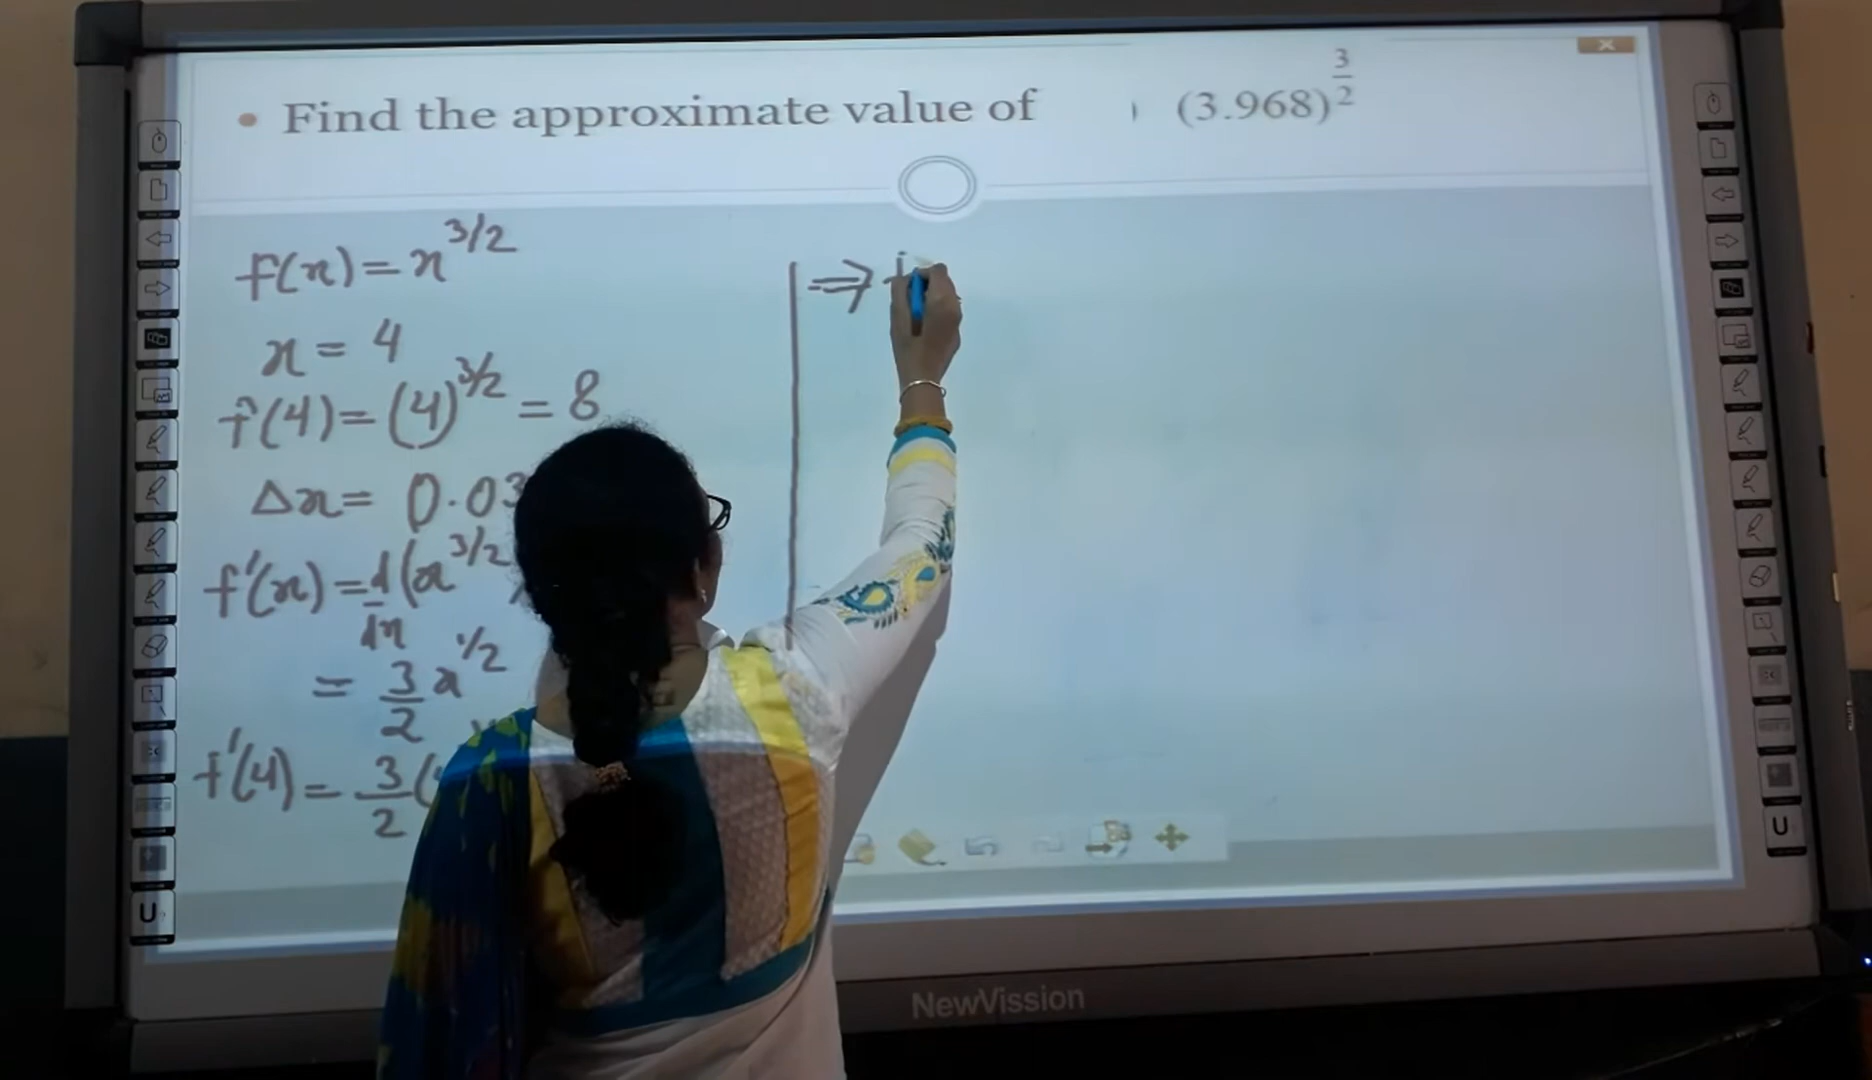 • Find the approximate value of (3.968)^{3/2}
f(x) = x^{3/2}
x = 4
f(4) = (4)^{3/2} = 8
Δx = 0.03
f'(x) = d/dx (x^{3/2}
= 3/2 x^{1/2}
f'(4) = 3/2 (
⇒ f
NewVission